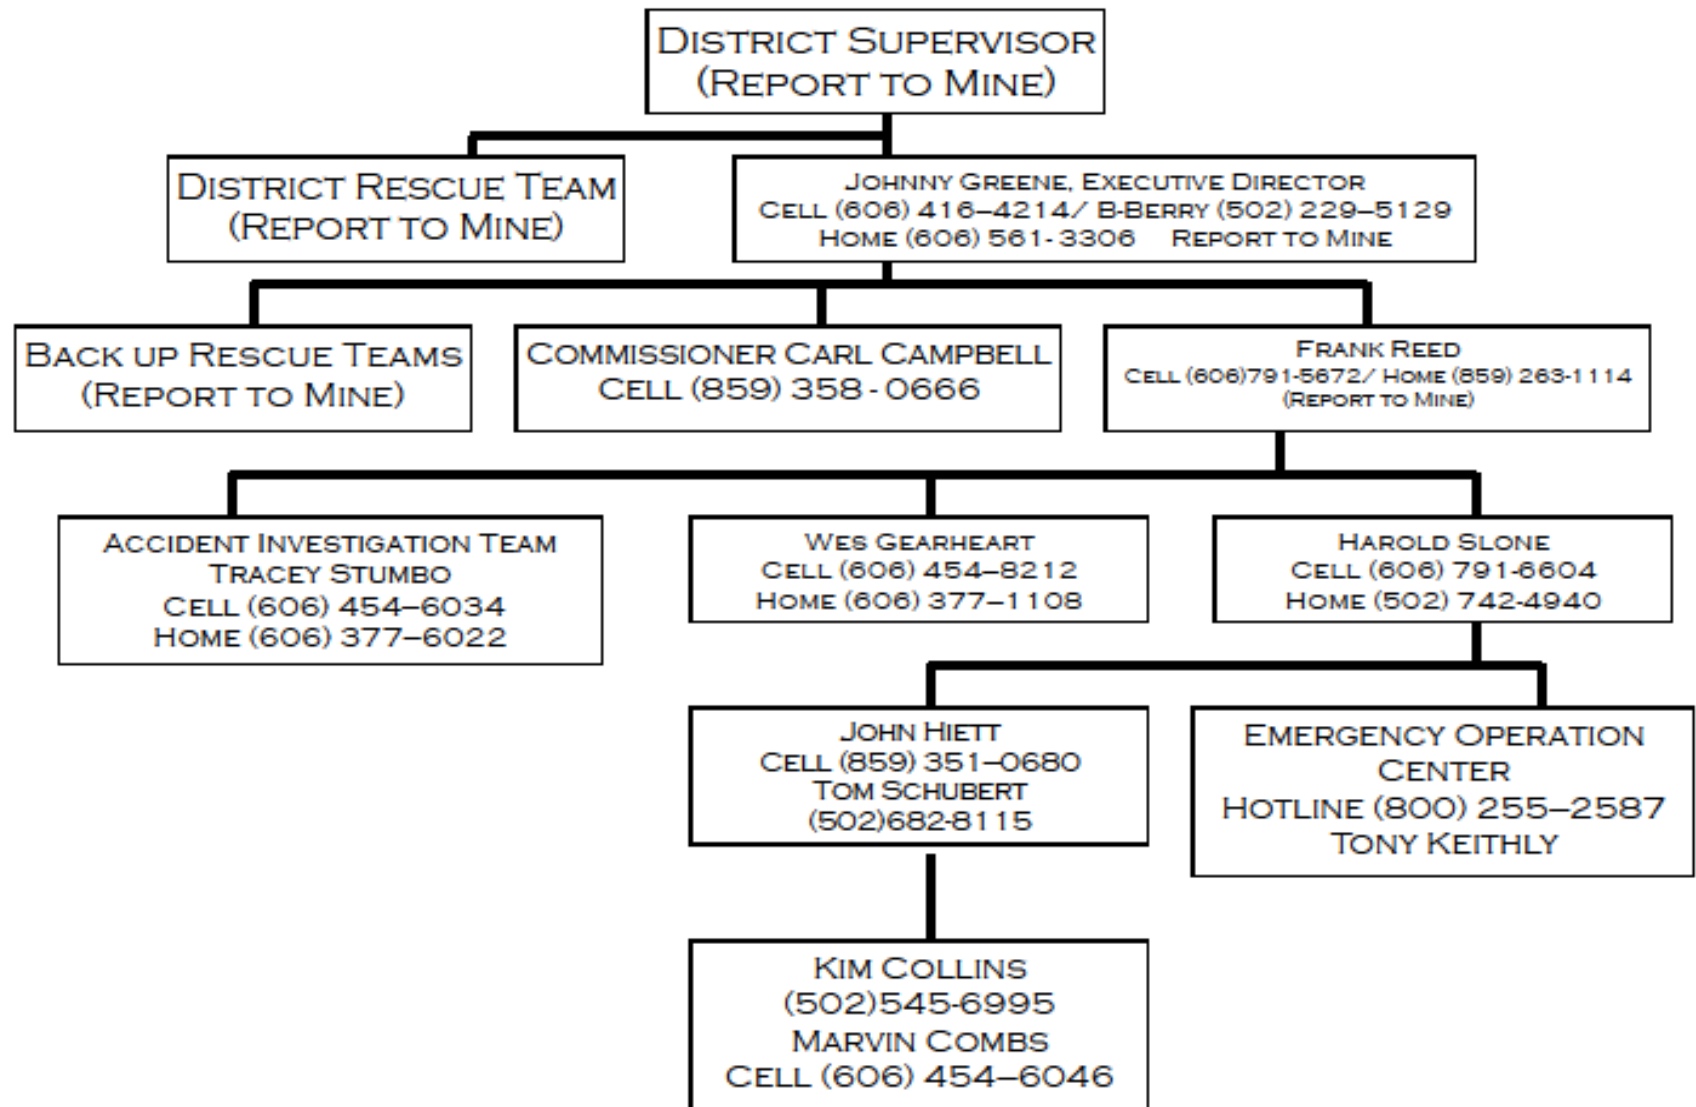 DISTRICT SUPERVISOR
(REPORT TO MINE)
DISTRICT RESCUE TEAM
(REPORT TO MINE)
JOHNNY GREENE, EXECUTIVE DIRECTOR
CELL (606) 416–4214/ B-BERRY (502) 229–5129
HOME (606) 561- 3306 REPORT TO MINE
BACK UP RESCUE TEAMS
(REPORT TO MINE)
COMMISSIONER CARL CAMPBELL
CELL (859) 358 - 0666
FRANK REED
CELL (606)791-5672/ HOME (859) 263-1114
(REPORT TO MINE)
ACCIDENT INVESTIGATION TEAM
TRACEY STUMBO
CELL (606) 454–6034
HOME (606) 377–6022
WES GEARHEART
CELL (606) 454–8212
HOME (606) 377–1108
HAROLD SLONE
CELL (606) 791-6604
HOME (502) 742-4940
JOHN HIETT
CELL (859) 351–0680
TOM SCHUBERT
(502)682-8115
EMERGENCY OPERATION
CENTER
HOTLINE (800) 255–2587
TONY KEITHLY
KIM COLLINS
(502)545-6995
MARVIN COMBS
CELL (606) 454–6046